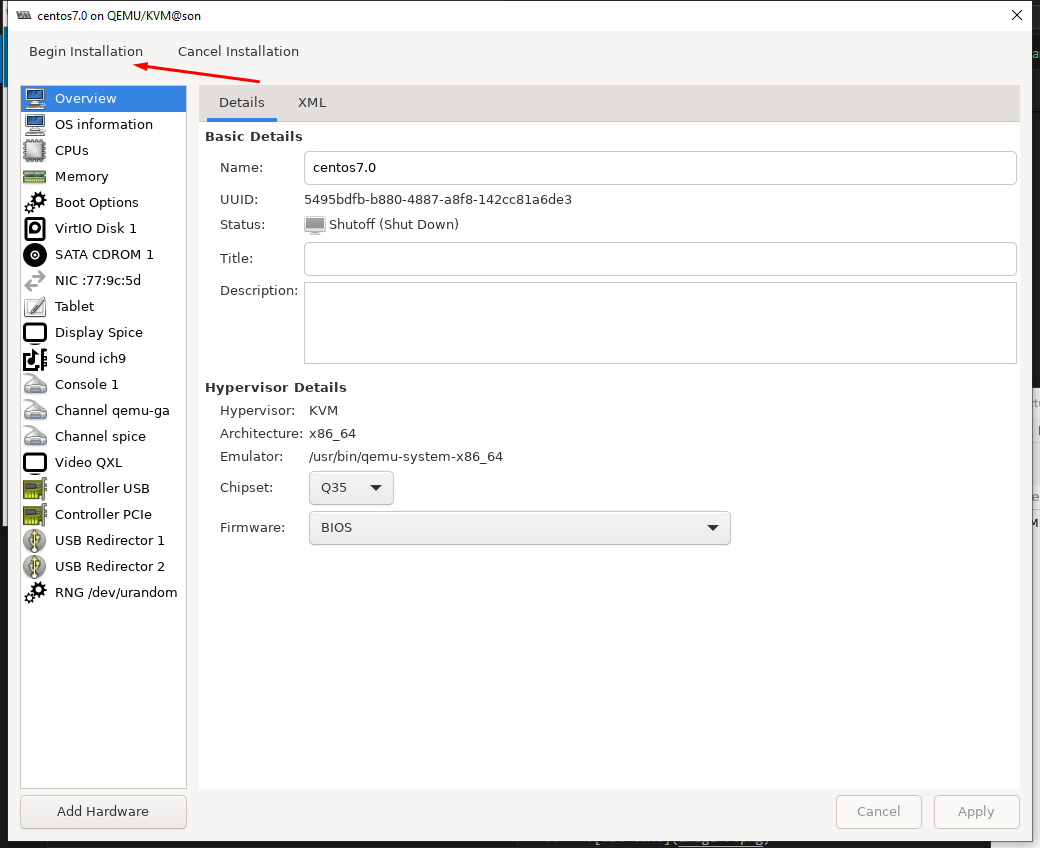 centos7.0 on QEMU/KVM@son
Begin Installation Cancel Installation
Overview
OS information
CPUs
Memory
Boot Options
VirtIO Disk 1
SATA CDROM 1
NIC :77:9c:5d
Tablet
Display Spice
Sound ich9
Console 1
Channel qemu-ga
Channel spice
Video QXL
Controller USB
Controller PCIe
USB Redirector 1
USB Redirector 2
RNG /dev/urandom
Add Hardware
Details XML
Basic Details
Name: centos7.0
UUID: 5495bdfb-b880-4887-a8f8-142cc81a6de3
Status: Shutoff (Shut Down)
Title:
Description:
Hypervisor Details
Hypervisor: KVM
Architecture: x86_64
Emulator: /usr/bin/qemu-system-x86_64
Chipset: Q35
Firmware: BIOS
Cancel Apply